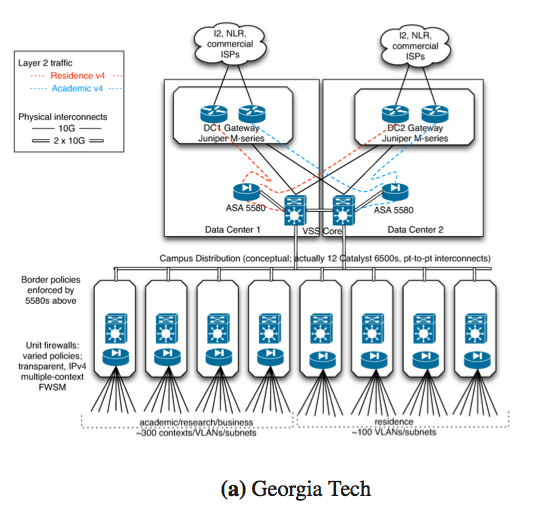 I2, NLR,
commercial
ISPs
I2, NLR,
commercial
ISPs
Layer 2 traffic
Residence v4
Academic v4
Physical interconnects
10G
2 x 10G
DC1 Gateway
Juniper M-series
DC2 Gateway
Juniper M-series
ASA 5580
ASA 5580
Data Center 1
VSS Core
Data Center 2
Campus Distribution (conceptual; actually 12 Catalyst 6500s, pt-to-pt interconnects)
Border policies
enforced by
5580s above
Unit firewalls:
varied policies;
transparent, IPv4
multiple-context
FWSM
academic/research/business
~300 contexts/VLANs/subnets
residence
~100 VLANs/subnets
(a) Georgia Tech